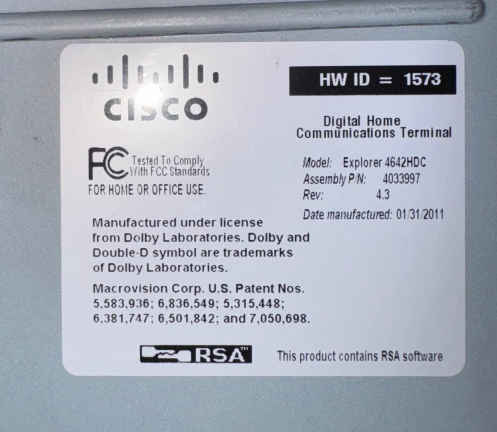 CISCO
HW ID = 1573
Digital Home
Communications Terminal
FC Tested To Comply
With FCC Standards
FOR HOME OR OFFICE USE
Model: Explorer 4642HDC
Assembly P/N: 4033997
Rev: 4.3
Date manufactured: 01/31/2011
Manufactured under license
from Dolby Laboratories. Dolby and
Double-D symbol are trademarks
of Dolby Laboratories.
Macrovision Corp. U.S. Patent Nos.
5,583,936; 6,836,549; 5,315,448;
6,381,747; 6,501,842; and 7,050,698.
RSA™
This product contains RSA software